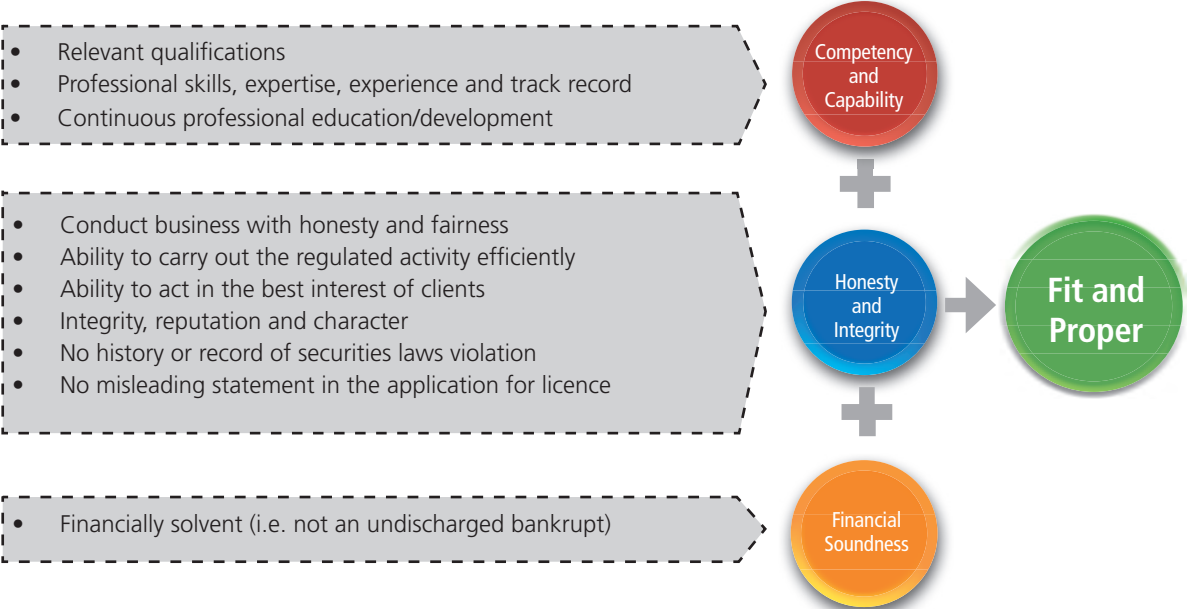 • Relevant qualifications
• Professional skills, expertise, experience and track record
• Continuous professional education/development
Competency
and
Capability
• Conduct business with honesty and fairness
• Ability to carry out the regulated activity efficiently
• Ability to act in the best interest of clients
• Integrity, reputation and character
• No history or record of securities laws violation
• No misleading statement in the application for licence
Honesty
and
Integrity
Fit and
Proper
• Financially solvent (i.e. not an undischarged bankrupt)
Financial
Soundness